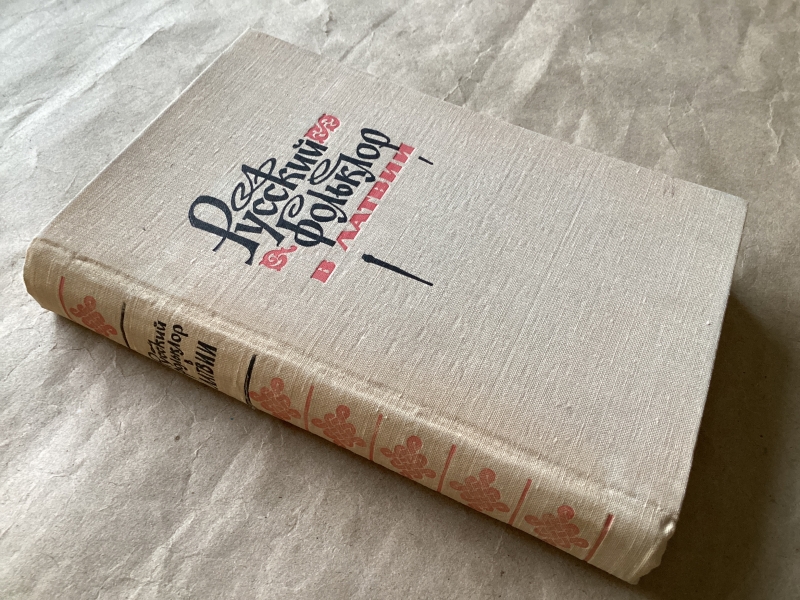 Русский
фольклор
в Латвии
Русский
фольклор
в
Латвии